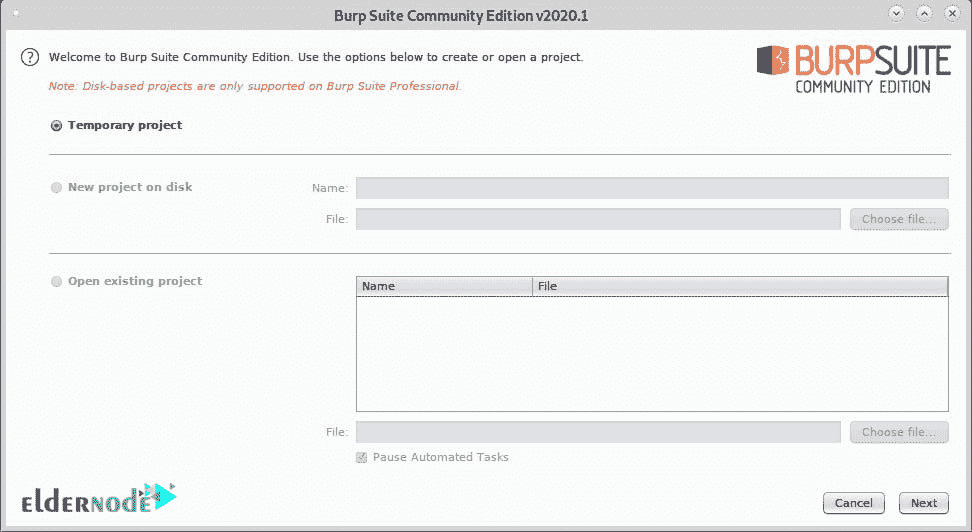 Burp Suite Community Edition v2020.1
? Welcome to Burp Suite Community Edition. Use the options below to create or open a project.
Note: Disk-based projects are only supported on Burp Suite Professional.
BURPSUITE
COMMUNITY EDITION
Temporary project
New project on disk
Name:
File:
Choose file...
Open existing project
Name File
File:
Choose file...
Pause Automated Tasks
eldernode
Cancel Next